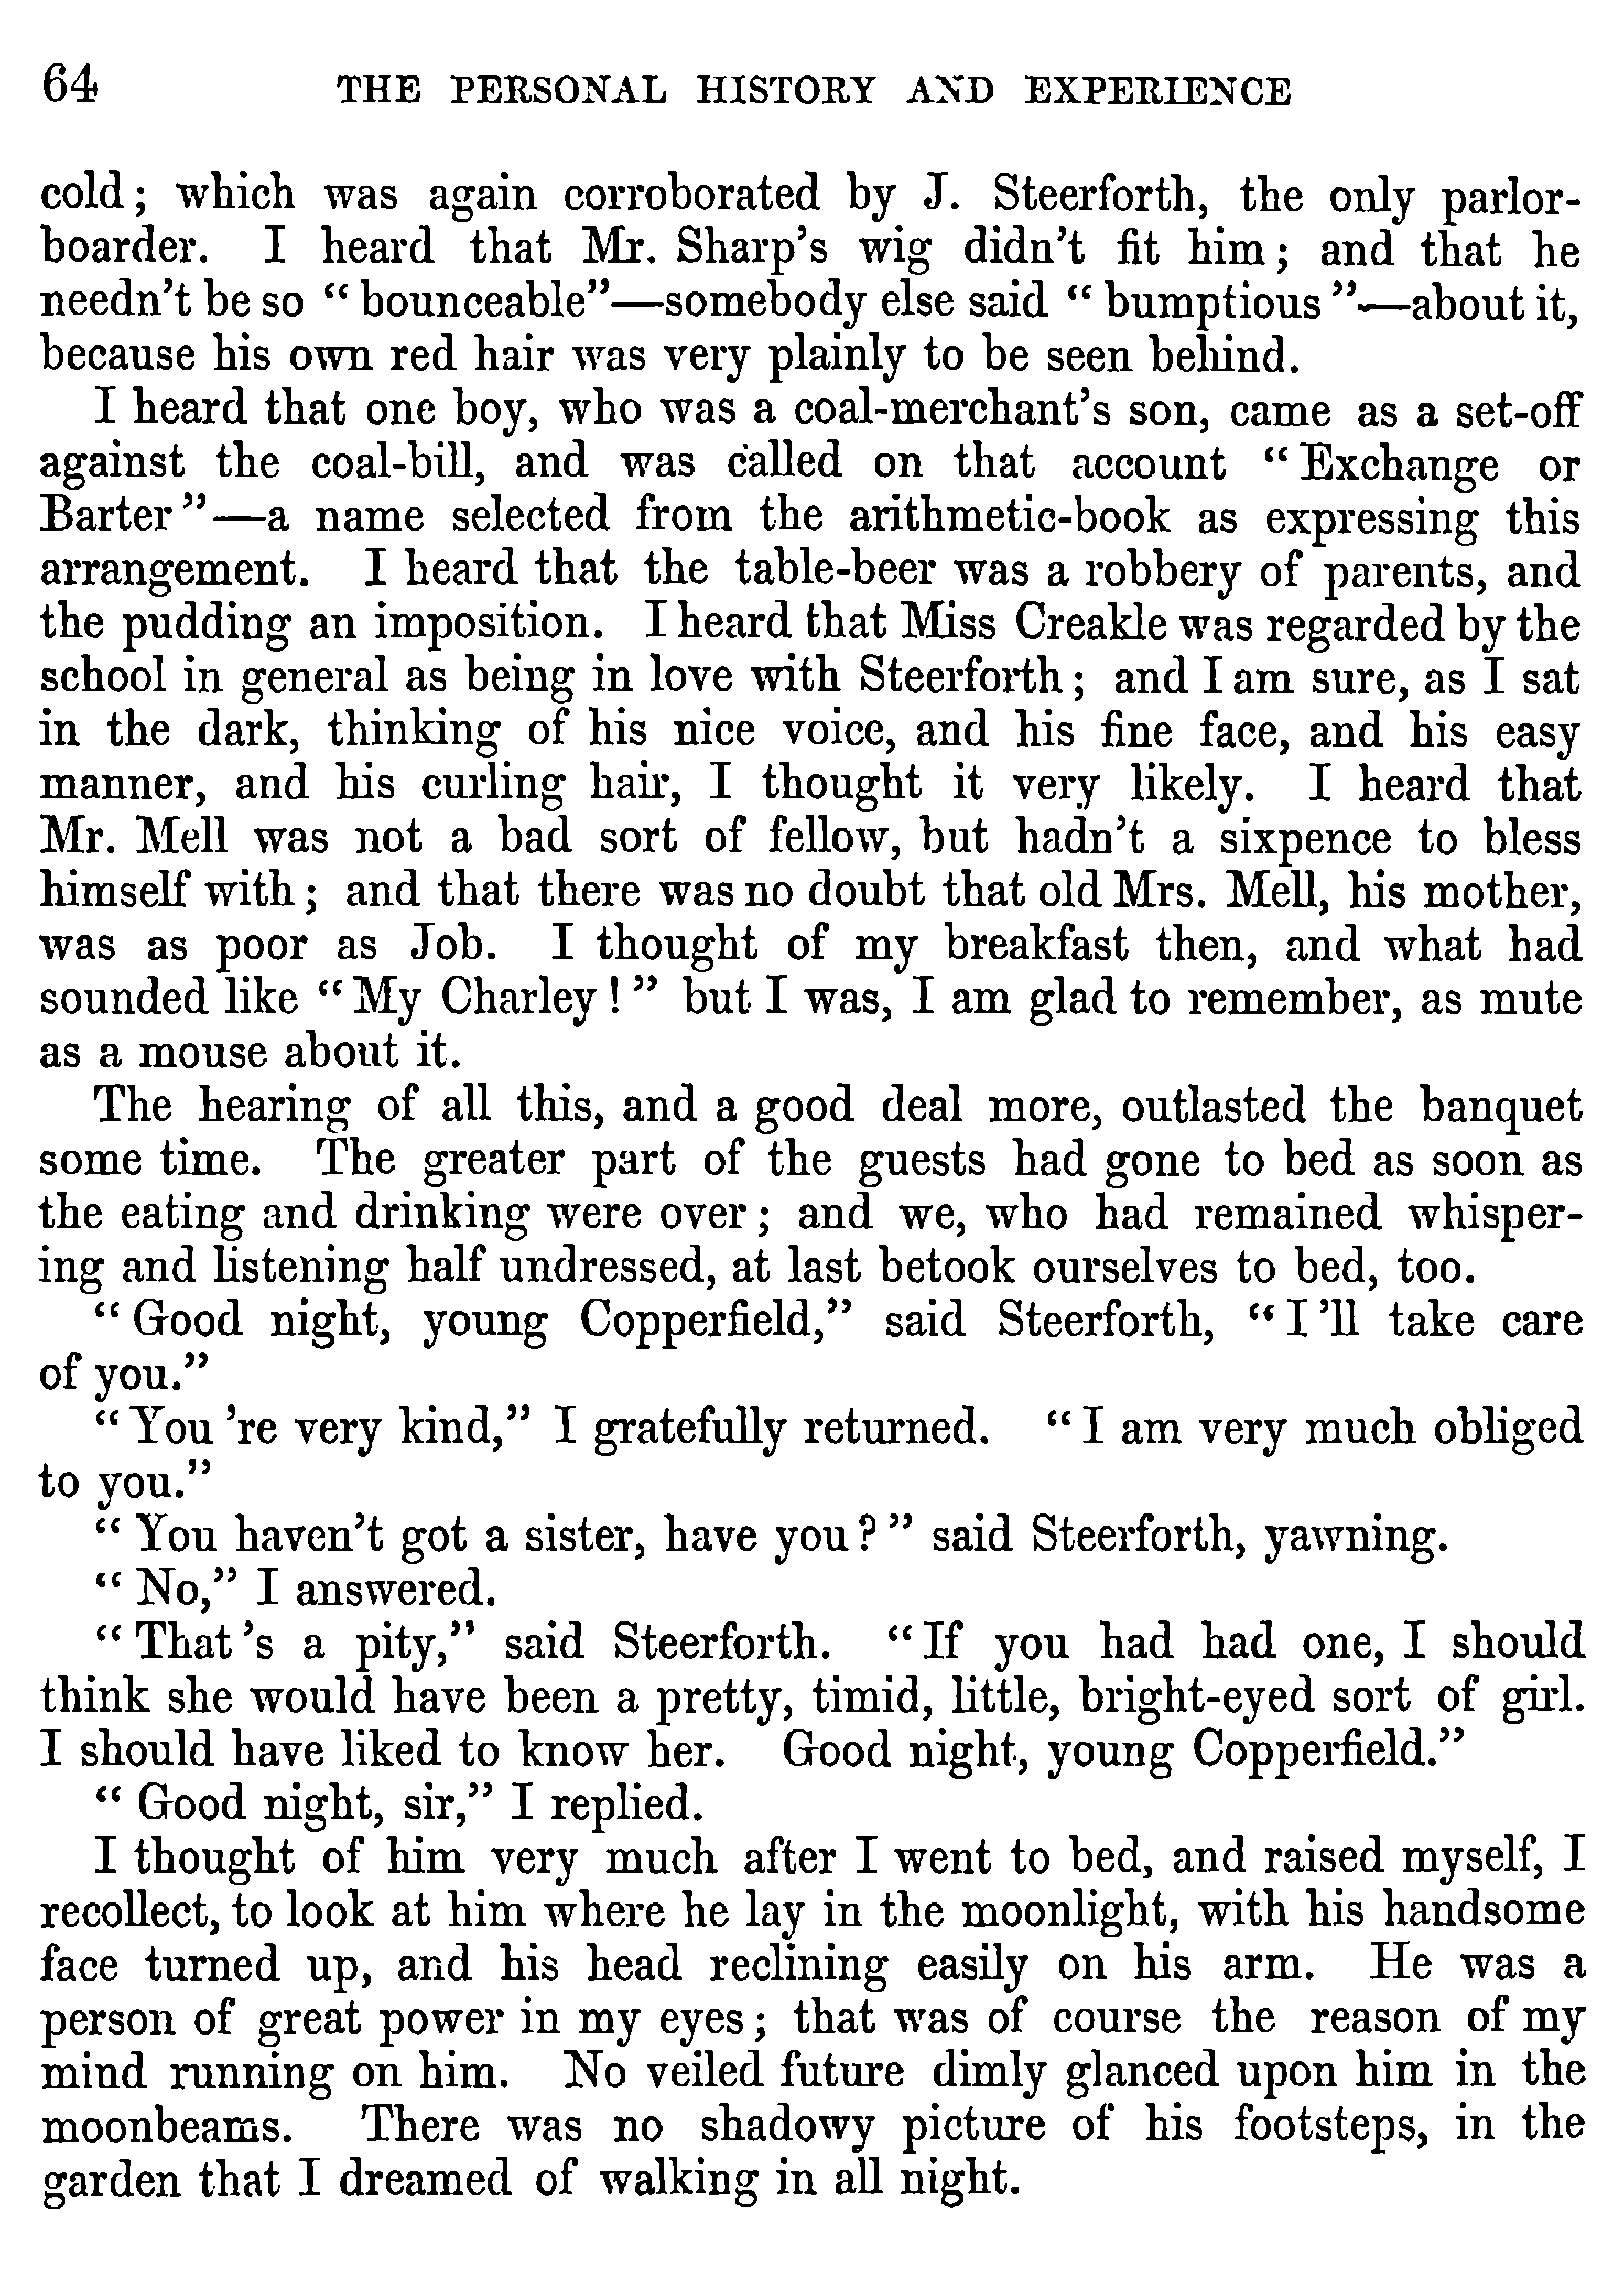 64 THE PERSONAL HISTORY AND EXPERIENCE
cold; which was again corroborated by J. Steerforth, the only parlor-
boarder. I heard that Mr. Sharp’s wig didn’t fit him; and that he
needn’t be so “bounceable”—somebody else said “bumptious”—about it,
because his own red hair was very plainly to be seen behind.
I heard that one boy, who was a coal-merchant’s son, came as a set-off
against the coal-bill, and was called on that account “Exchange or
Barter”—a name selected from the arithmetic-book as expressing this
arrangement. I heard that the table-beer was a robbery of parents, and
the pudding an imposition. I heard that Miss Creakle was regarded by the
school in general as being in love with Steerforth; and I am sure, as I sat
in the dark, thinking of his nice voice, and his fine face, and his easy
manner, and his curling hair, I thought it very likely. I heard that
Mr. Mell was not a bad sort of fellow, but hadn’t a sixpence to bless
himself with; and that there was no doubt that old Mrs. Mell, his mother,
was as poor as Job. I thought of my breakfast then, and what had
sounded like “My Charley!” but I was, I am glad to remember, as mute
as a mouse about it.
The hearing of all this, and a good deal more, outlasted the banquet
some time. The greater part of the guests had gone to bed as soon as
the eating and drinking were over; and we, who had remained whisper-
ing and listening half undressed, at last betook ourselves to bed, too.
“Good night, young Copperfield,” said Steerforth, “I ’ll take care
of you.”
“You ’re very kind,” I gratefully returned. “I am very much obliged
to you.”
“You haven’t got a sister, have you?” said Steerforth, yawning.
“No,” I answered.
“That ’s a pity,” said Steerforth. “If you had had one, I should
think she would have been a pretty, timid, little, bright-eyed sort of girl.
I should have liked to know her. Good night, young Copperfield.”
“Good night, sir,” I replied.
I thought of him very much after I went to bed, and raised myself, I
recollect, to look at him where he lay in the moonlight, with his handsome
face turned up, and his head reclining easily on his arm. He was a
person of great power in my eyes; that was of course the reason of my
mind running on him. No veiled future dimly glanced upon him in the
moonbeams. There was no shadowy picture of his footsteps, in the
garden that I dreamed of walking in all night.